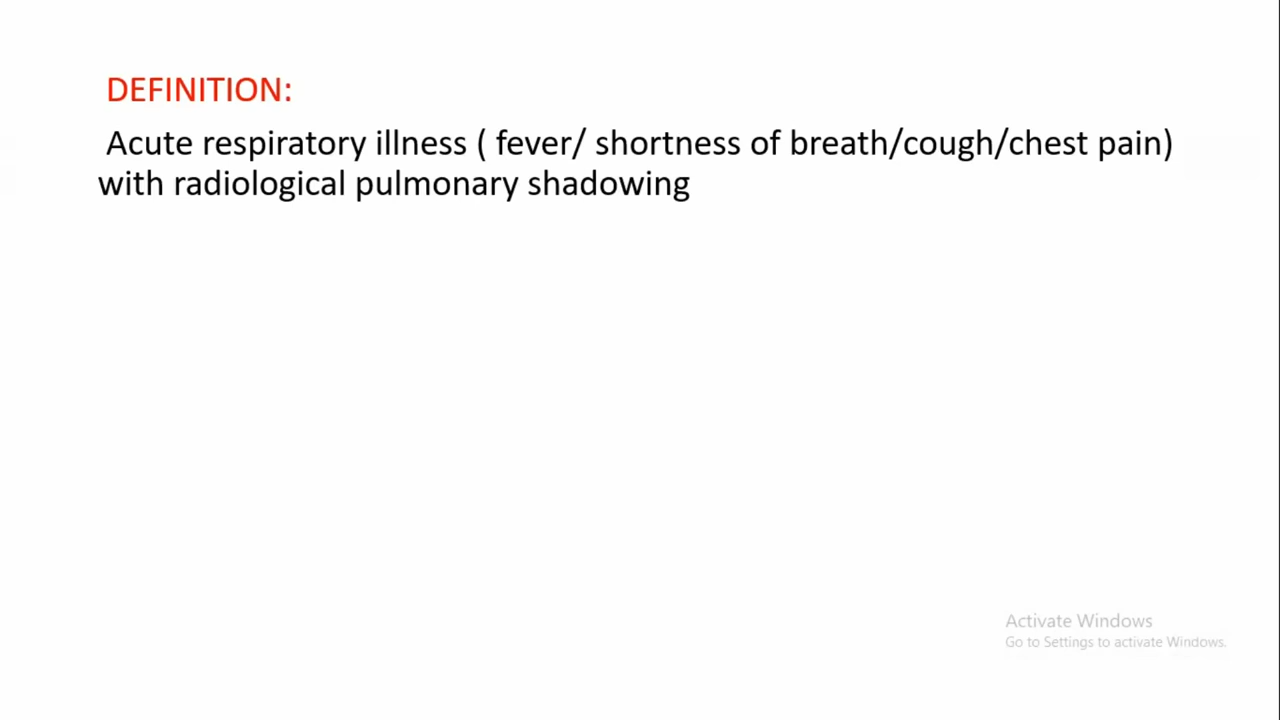 DEFINITION:
Acute respiratory illness ( fever/ shortness of breath/cough/chest pain)
with radiological pulmonary shadowing
Activate Windows
Go to Settings to activate Windows.